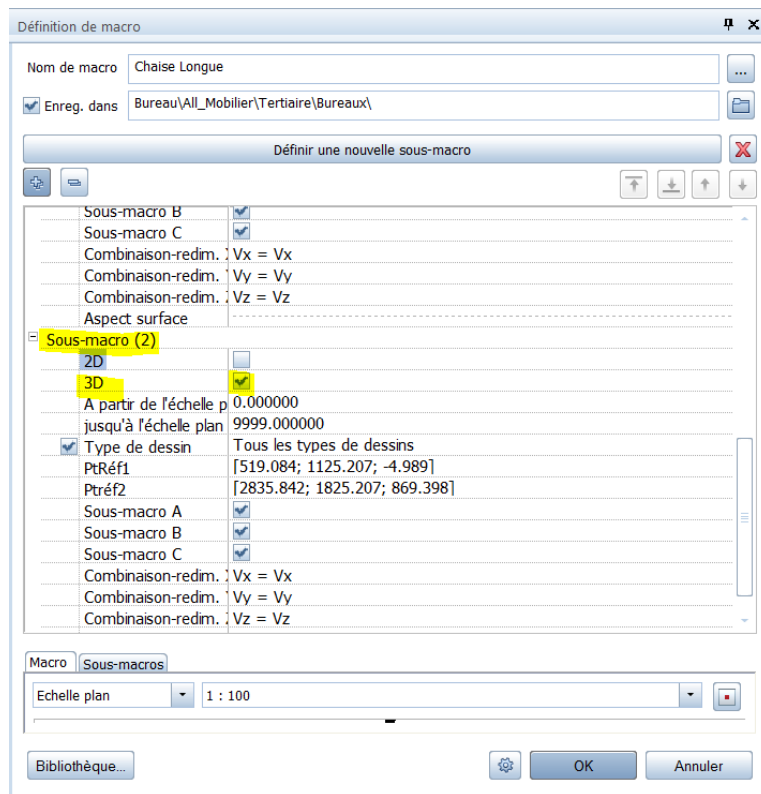 Définition de macro
Nom de macro Chaise Longue ...
Enreg. dans Bureau\All_Mobilier\Tertiaire\Bureaux\
Définir une nouvelle sous-macro
Sous-macro B
Sous-macro C
Combinaison-redim. Vx = Vx
Combinaison-redim. Vy = Vy
Combinaison-redim. Vz = Vz
Aspect surface
Sous-macro (2)
2D
3D
A partir de l'échelle p 0.000000
jusqu'à l'échelle plan 9999.000000
Type de dessin Tous les types de dessins
PtRéf1 ⌈519.084; 1125.207; -4.989⌉
Ptréf2 ⌈2835.842; 1825.207; 869.398⌉
Sous-macro A
Sous-macro B
Sous-macro C
Combinaison-redim. Vx = Vx
Combinaison-redim. Vy = Vy
Combinaison-redim. Vz = Vz
Macro Sous-macros
Echelle plan 1 : 100
Bibliothèque... OK Annuler